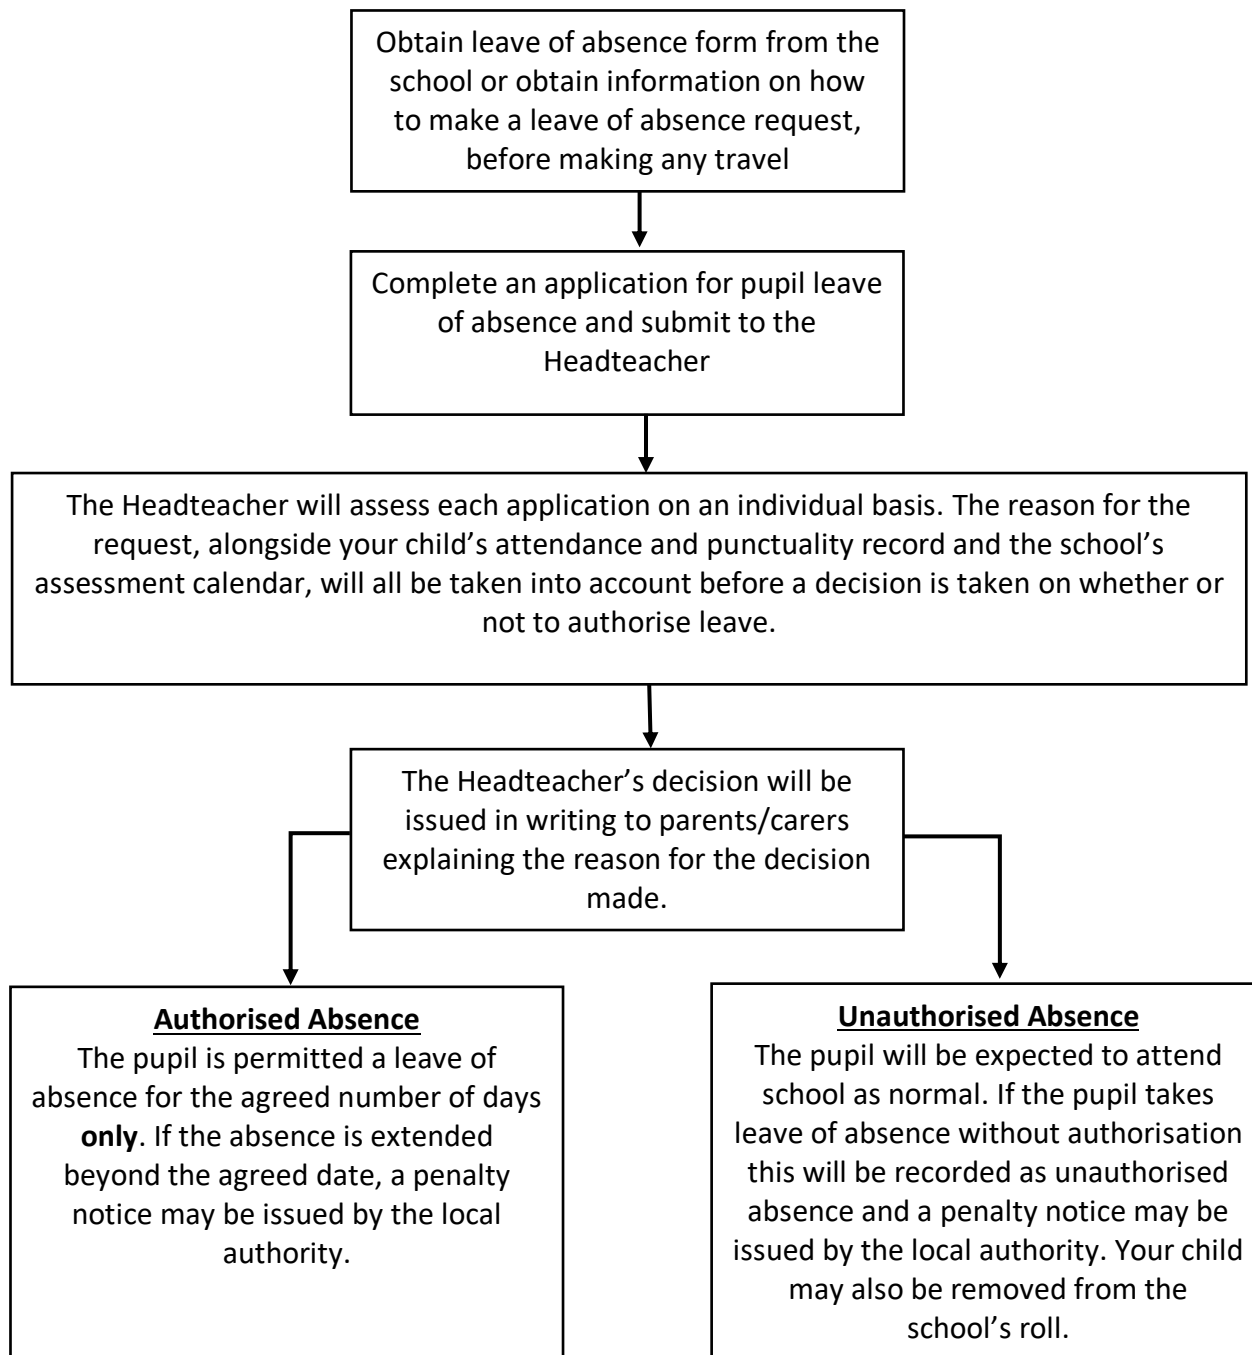 Obtain leave of absence form from the
school or obtain information on how
to make a leave of absence request,
before making any travel
Complete an application for pupil leave
of absence and submit to the
Headteacher
The Headteacher will assess each application on an individual basis. The reason for the
request, alongside your child’s attendance and punctuality record and the school’s
assessment calendar, will all be taken into account before a decision is taken on whether or
not to authorise leave.
The Headteacher’s decision will be
issued in writing to parents/carers
explaining the reason for the decision
made.
Authorised Absence
The pupil is permitted a leave of
absence for the agreed number of days
only. If the absence is extended
beyond the agreed date, a penalty
notice may be issued by the local
authority.
Unauthorised Absence
The pupil will be expected to attend
school as normal. If the pupil takes
leave of absence without authorisation
this will be recorded as unauthorised
absence and a penalty notice may be
issued by the local authority. Your child
may also be removed from the
school’s roll.